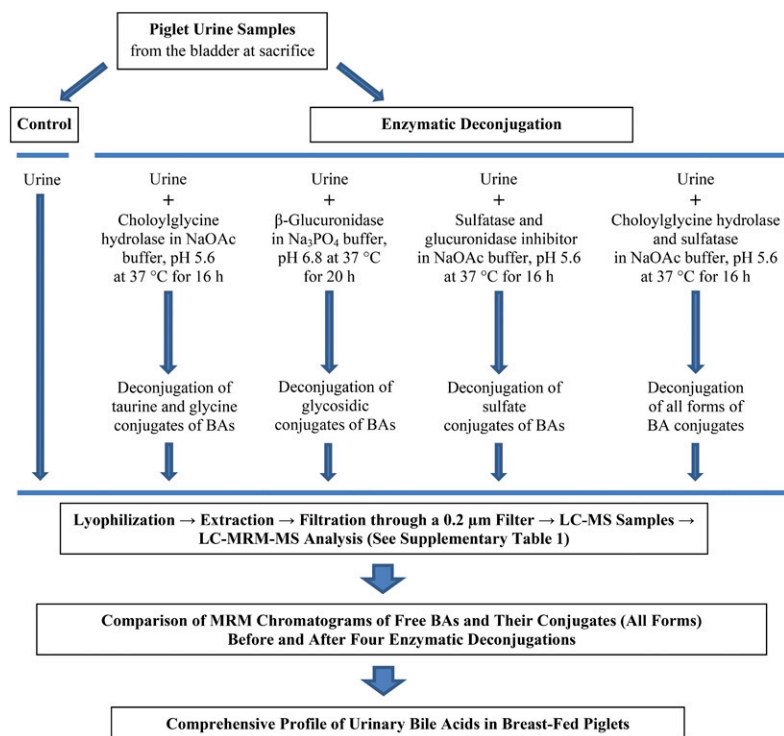 Piglet Urine Samples
from the bladder at sacrifice
Control
Enzymatic Deconjugation
Urine
Urine
+
Choloylglycine
hydrolase in NaOAc
buffer, pH 5.6
at 37 °C for 16 h
Urine
+
β-Glucuronidase
in Na₃PO₄ buffer,
pH 6.8 at 37 °C
for 20 h
Urine
+
Sulfatase and
glucuronidase inhibitor
in NaOAc buffer, pH 5.6
at 37 °C for 16 h
Urine
+
Choloylglycine hydrolase
and sulfatase
in NaOAc buffer, pH 5.6
at 37 °C for 16 h
Deconjugation of
taurine and glycine
conjugates of BAs
Deconjugation of
glycosidic
conjugates of BAs
Deconjugation of
sulfate
conjugates of BAs
Deconjugation
of all forms of
BA conjugates
Lyophilization → Extraction → Filtration through a 0.2 µm Filter → LC-MS Samples →
LC-MRM-MS Analysis (See Supplementary Table 1)
Comparison of MRM Chromatograms of Free BAs and Their Conjugates (All Forms)
Before and After Four Enzymatic Deconjugations
Comprehensive Profile of Urinary Bile Acids in Breast-Fed Piglets